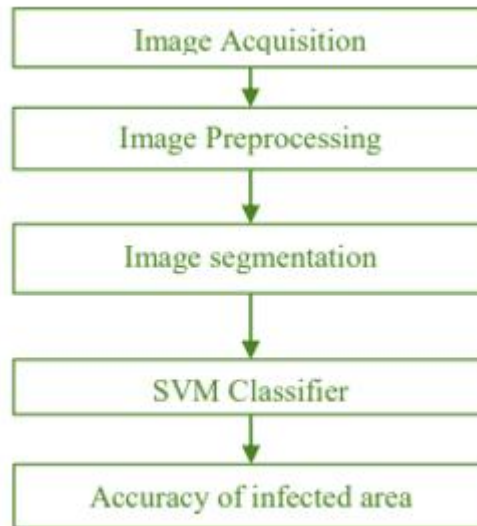 Image Acquisition
Image Preprocessing
Image segmentation
SVM Classifier
Accuracy of infected area